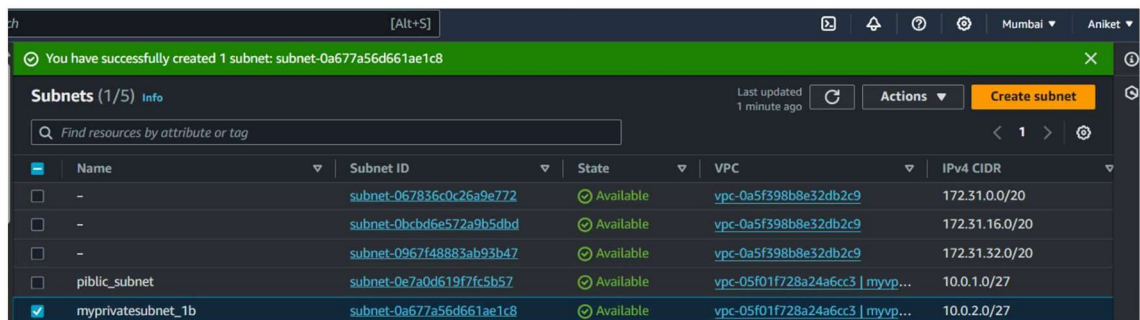 ch [Alt+S] Mumbai Aniket
You have successfully created 1 subnet: subnet-0a677a56d661ae1c8
Subnets (1/5) Info Last updated 1 minute ago Actions Create subnet
Find resources by attribute or tag 1
Name Subnet ID State VPC IPv4 CIDR
– subnet-067836c0c26a9e772 Available vpc-0a5f398b8e32db2c9 172.31.0.0/20
– subnet-0bcbd6e572a9b5dbd Available vpc-0a5f398b8e32db2c9 172.31.16.0/20
– subnet-0967f48883ab93b47 Available vpc-0a5f398b8e32db2c9 172.31.32.0/20
piblic_subnet subnet-0e7a0d619f7fc5b57 Available vpc-05f01f728a24a6cc3 | myvp... 10.0.1.0/27
myprivatesubnet_1b subnet-0a677a56d661ae1c8 Available vpc-05f01f728a24a6cc3 | myvp... 10.0.2.0/27